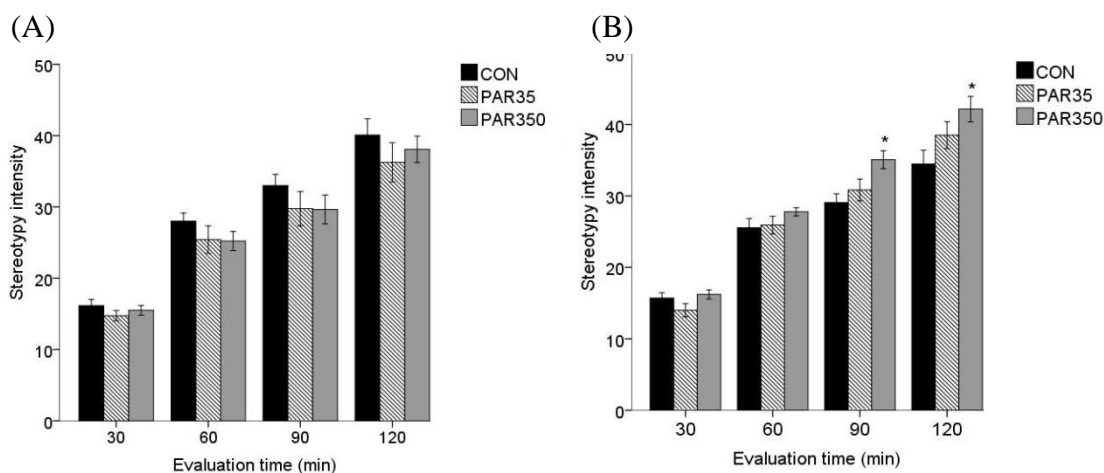 (A)
50
40
30
20
10
0
Stereotypy intensity
CON
PAR35
PAR350
30 60 90 120
Evaluation time (min)
(B)
50
40
30
20
10
0
Stereotypy intensity
CON
PAR35
PAR350
*
*
30 60 90 120
Evaluation time (min)